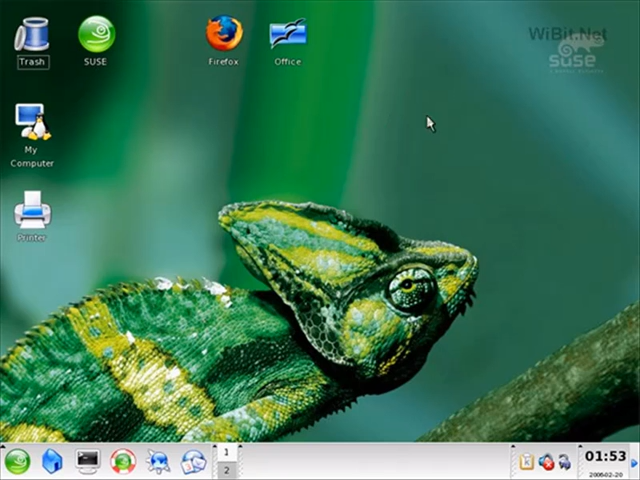 WiBit.Net
suse
Trash
SUSE
Firefox
Office
My
Computer
Printer
1
2
01:53
2008-02-20